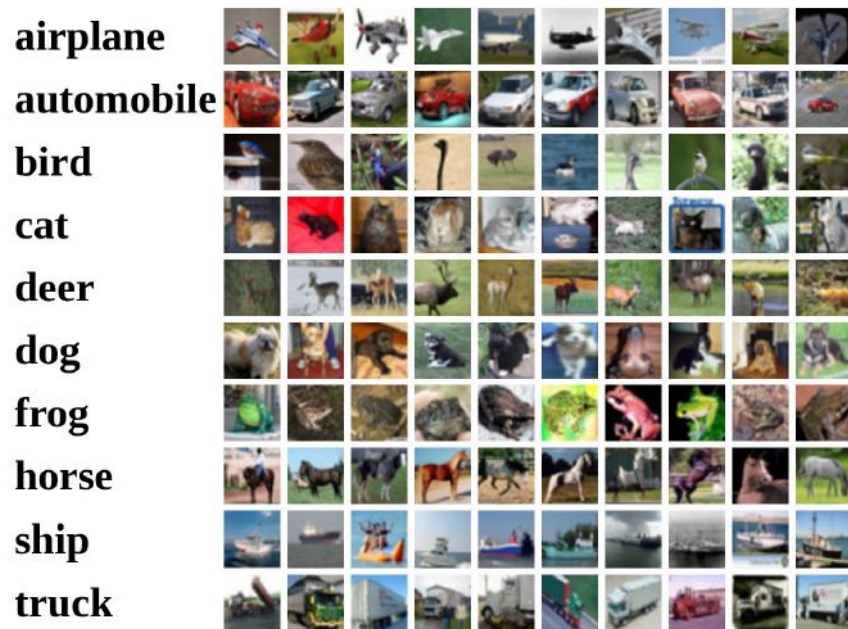 airplane
automobile
bird
cat
deer
dog
frog
horse
ship
truck